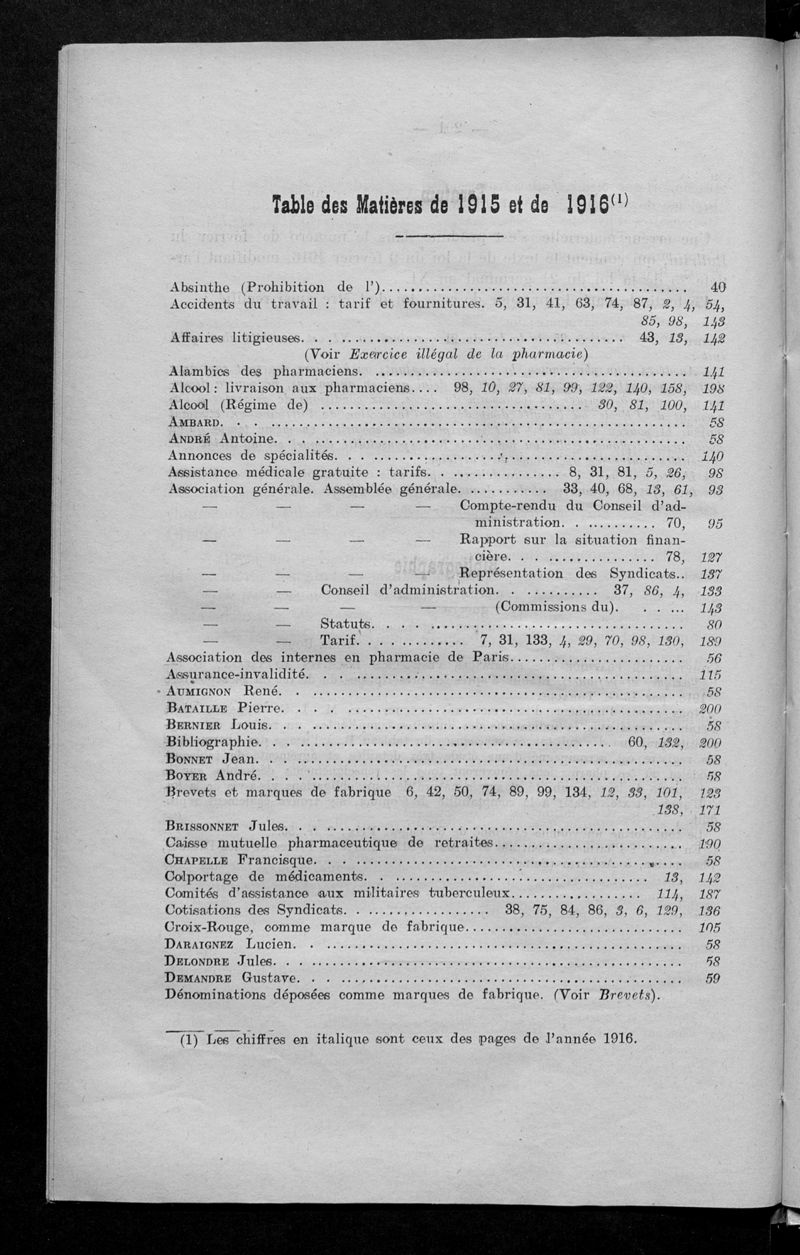 Table des Matières de 1915 et de 1916(1)
Absinthe (Prohibition de l')........................................ 40
Accidents du travail : tarif et fournitures. 5, 31, 41, 63, 74, 87, 2, 4, 54,
85, 98, 143
Affaires litigieuses........................................ 43, 13, 142
(Voir Exercice illégal de la pharmacie)
Alambics des pharmaciens........................................ 141
Alcool : livraison aux pharmaciens.... 98, 10, 27, 81, 99, 122, 140, 158, 198
Alcool (Régime de) ........................................ 30, 81, 100, 141
AMBARD........................................ 58
ANDRÉ Antoine........................................ 58
Annonces de spécialités........................................ 140
Assistance médicale gratuite : tarifs.................. 8, 31, 81, 5, 26, 98
Association générale. Assemblée générale............ 33, 40, 68, 13, 61, 93
— — — — Compte-rendu du Conseil d'ad-
ministration............ 70, 95
— — — — Rapport sur la situation finan-
cière.................. 78, 127
— — — — Représentation des Syndicats.. 137
— — Conseil d'administration............ 37, 86, 4, 133
— — — — (Commissions du)...... 143
— — Statuts........................................ 80
— — Tarif............. 7, 31, 133, 4, 29, 70, 98, 130, 189
Association des internes en pharmacie de Paris........................ 56
Assurance-invalidité........................................ 115
AUMIGNON René........................................ 58
BATAILLE Pierre........................................ 200
BERNIER Louis........................................ 58
Bibliographie........................................ 60, 132, 200
BONNET Jean........................................ 58
BOYER André........................................ 58
Brevets et marques de fabrique 6, 42, 50, 74, 89, 99, 134, 12, 33, 101, 123
138, 171
BRISSONNET Jules........................................ 58
Caisse mutuelle pharmaceutique de retraites........................ 190
CHAPELLE Francisque........................................ 58
Colportage de médicaments........................................ 13, 142
Comités d'assistance aux militaires tuberculeux.................. 114, 187
Cotisations des Syndicats.................. 38, 75, 84, 86, 3, 6, 129, 136
Croix-Rouge, comme marque de fabrique............................ 105
DARAIGNEZ Lucien........................................ 58
DELONDRE Jules........................................ 58
DEMANDRE Gustave........................................ 59
Dénominations déposées comme marques de fabrique. (Voir Brevets).
(1) Les chiffres en italique sont ceux des pages de l'année 1916.